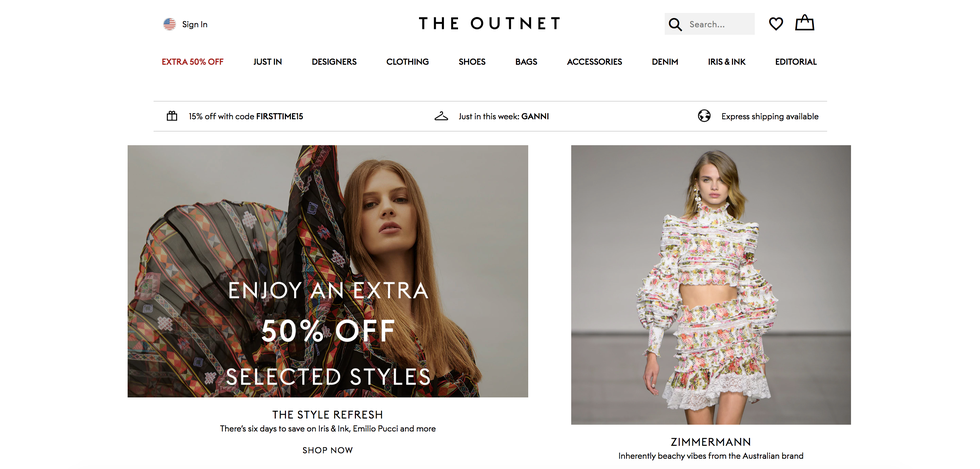 Sign In
THE OUTNET
Search...
EXTRA 50% OFF JUST IN DESIGNERS CLOTHING SHOES BAGS ACCESSORIES DENIM IRIS & INK EDITORIAL
15% off with code FIRSTTIME15
Just in this week: GANNI
Express shipping available
ENJOY AN EXTRA
50% OFF
SELECTED STYLES
THE STYLE REFRESH
There's six days to save on Iris & Ink, Emilio Pucci and more
SHOP NOW
ZIMMERMANN
Inherently beachy vibes from the Australian brand